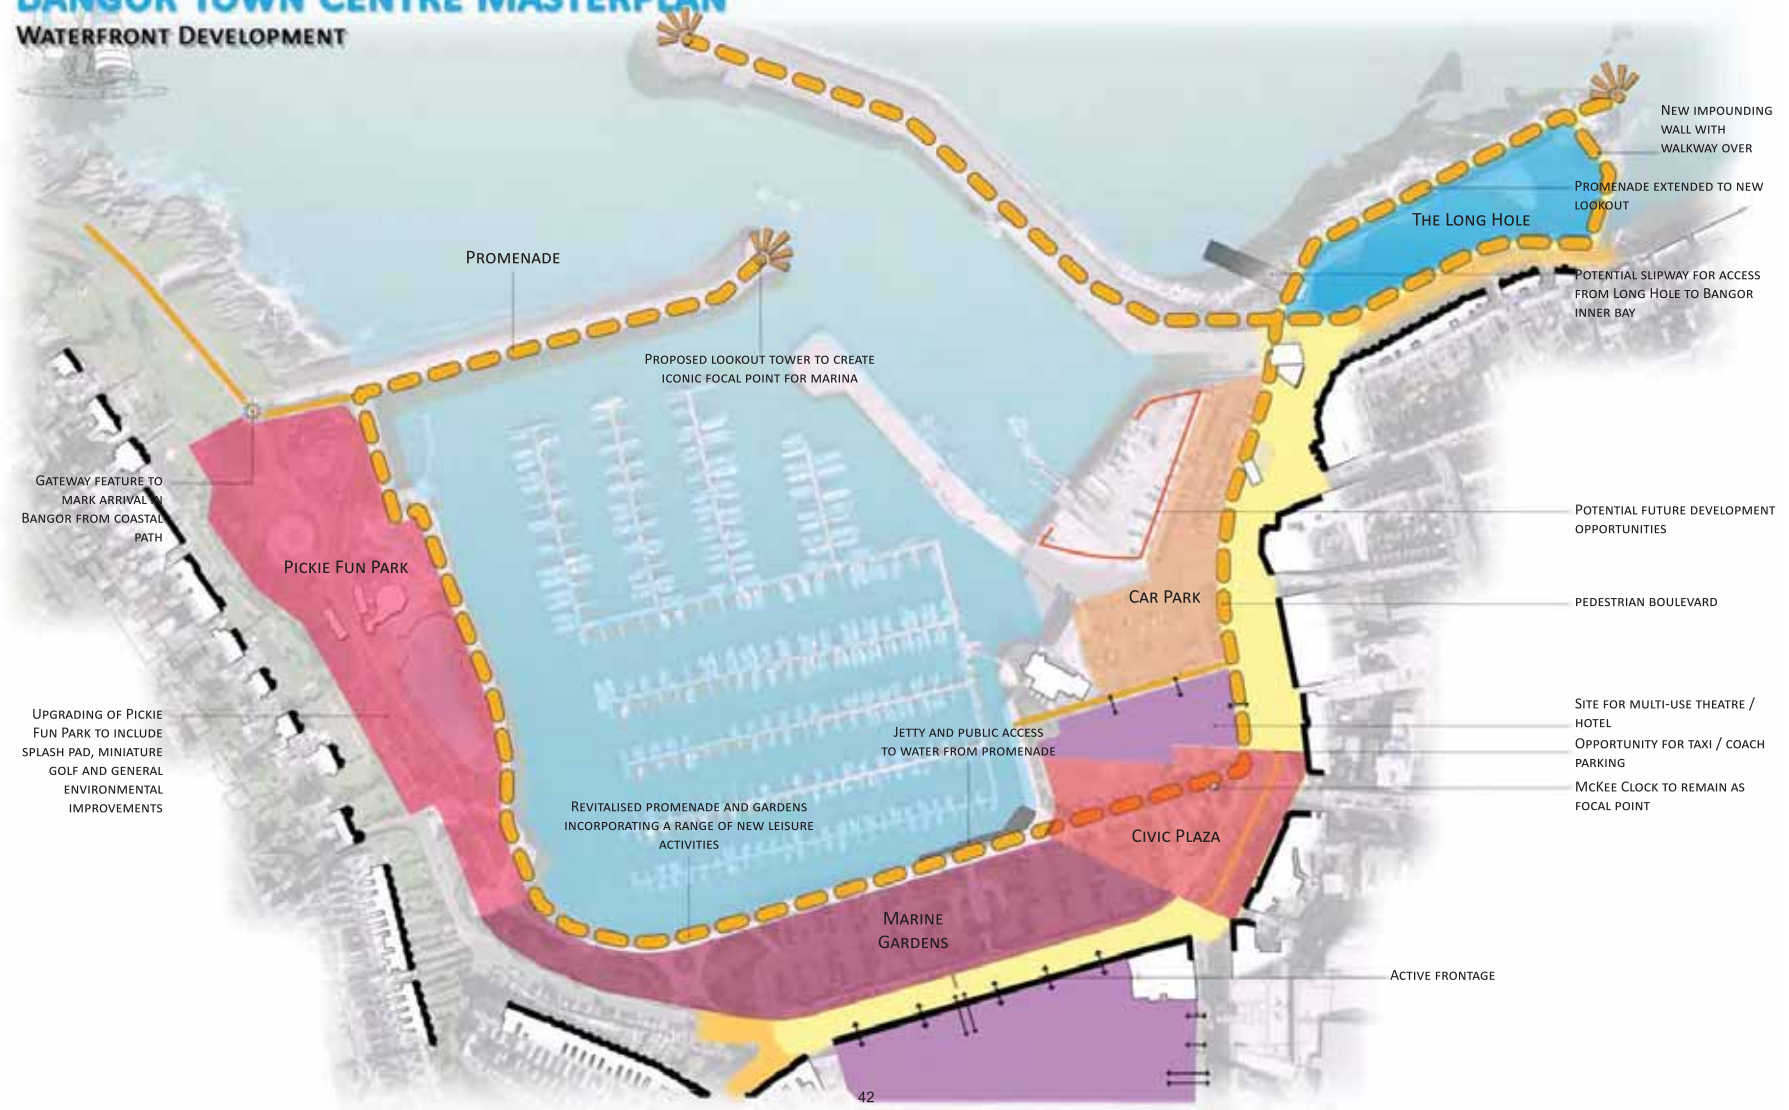 BANGOR TOWN CENTRE MASTERPLAN
WATERFRONT DEVELOPMENT
NEW IMPOUNDING
WALL WITH
WALKWAY OVER
PROMENADE EXTENDED TO NEW
LOOKOUT
THE LONG HOLE
PROMENADE
POTENTIAL SLIPWAY FOR ACCESS
FROM LONG HOLE TO BANGOR
INNER BAY
PROPOSED LOOKOUT TOWER TO CREATE
ICONIC FOCAL POINT FOR MARINA
GATEWAY FEATURE TO
MARK ARRIVAL IN
BANGOR FROM COASTAL
PATH
POTENTIAL FUTURE DEVELOPMENT
OPPORTUNITIES
PICKIE FUN PARK
CAR PARK
PEDESTRIAN BOULEVARD
UPGRADING OF PICKIE
FUN PARK TO INCLUDE
SPLASH PAD, MINIATURE
GOLF AND GENERAL
ENVIRONMENTAL
IMPROVEMENTS
SITE FOR MULTI-USE THEATRE /
HOTEL
JETTY AND PUBLIC ACCESS
TO WATER FROM PROMENADE
OPPORTUNITY FOR TAXI / COACH
PARKING
MCKEE CLOCK TO REMAIN AS
FOCAL POINT
REVITALISED PROMENADE AND GARDENS
INCORPORATING A RANGE OF NEW LEISURE
ACTIVITIES
CIVIC PLAZA
MARINE
GARDENS
ACTIVE FRONTAGE
42